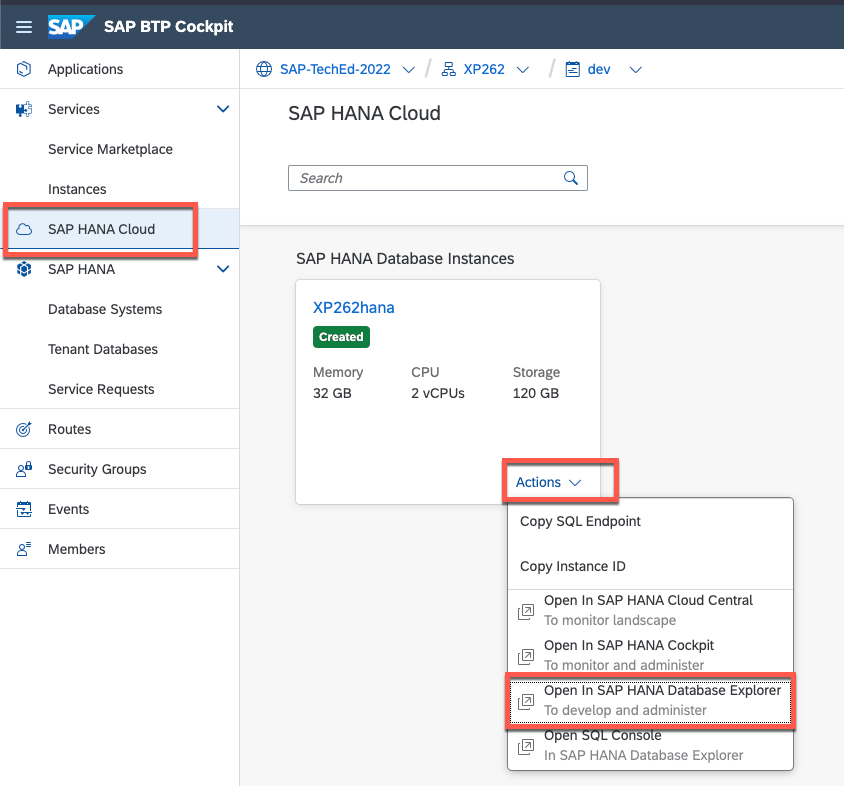 SAP SAP BTP Cockpit
Applications
Services
Service Marketplace
Instances
SAP HANA Cloud
SAP HANA
Database Systems
Tenant Databases
Service Requests
Routes
Security Groups
Events
Members
SAP-TechEd-2022 / XP262 / dev
SAP HANA Cloud
Search
SAP HANA Database Instances
XP262hana
Created
Memory CPU Storage
32 GB 2 vCPUs 120 GB
Actions
Copy SQL Endpoint
Copy Instance ID
Open In SAP HANA Cloud Central
To monitor landscape
Open In SAP HANA Cockpit
To monitor and administer
Open In SAP HANA Database Explorer
To develop and administer
Open SQL Console
In SAP HANA Database Explorer